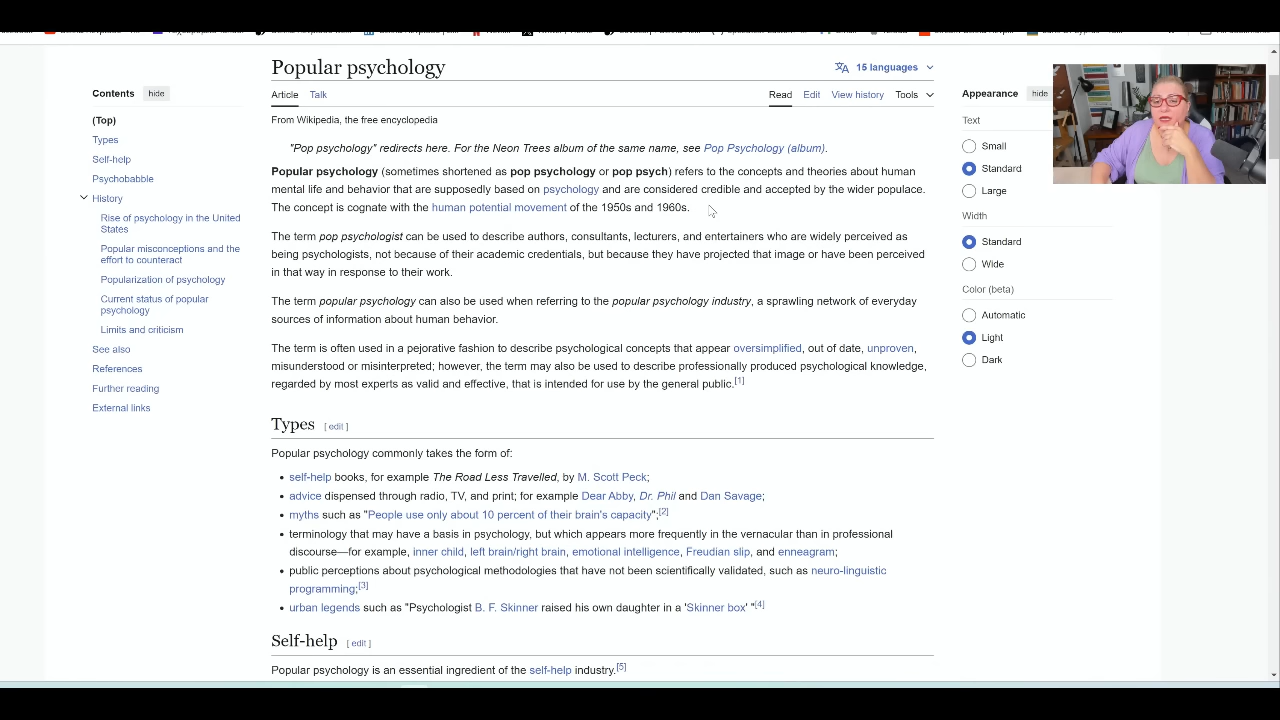 Popular psychology
15 languages
Contents hide
Article Talk
Read Edit View history Tools
Appearance hide
(Top)
Types
Self-help
Psychobabble
History
Rise of psychology in the United
States
Popular misconceptions and the
effort to counteract
Popularization of psychology
Current status of popular
psychology
Limits and criticism
See also
References
Further reading
External links
From Wikipedia, the free encyclopedia
"Pop psychology" redirects here. For the Neon Trees album of the same name, see Pop Psychology (album).
Popular psychology (sometimes shortened as pop psychology or pop psych) refers to the concepts and theories about human
mental life and behavior that are supposedly based on psychology and are considered credible and accepted by the wider populace.
The concept is cognate with the human potential movement of the 1950s and 1960s.
The term pop psychologist can be used to describe authors, consultants, lecturers, and entertainers who are widely perceived as
being psychologists, not because of their academic credentials, but because they have projected that image or have been perceived
in that way in response to their work.
The term popular psychology can also be used when referring to the popular psychology industry, a sprawling network of everyday
sources of information about human behavior.
The term is often used in a pejorative fashion to describe psychological concepts that appear oversimplified, out of date, unproven,
misunderstood or misinterpreted; however, the term may also be used to describe professionally produced psychological knowledge,
regarded by most experts as valid and effective, that is intended for use by the general public.[1]
Types [ edit ]
Popular psychology commonly takes the form of:
• self-help books, for example The Road Less Travelled, by M. Scott Peck;
• advice dispensed through radio, TV, and print; for example Dear Abby, Dr. Phil and Dan Savage;
• myths such as "People use only about 10 percent of their brain's capacity";[2]
• terminology that may have a basis in psychology, but which appears more frequently in the vernacular than in professional
discourse—for example, inner child, left brain/right brain, emotional intelligence, Freudian slip, and enneagram;
• public perceptions about psychological methodologies that have not been scientifically validated, such as neuro-linguistic
programming;[3]
• urban legends such as "Psychologist B. F. Skinner raised his own daughter in a 'Skinner box' "[4]
Self-help [ edit ]
Popular psychology is an essential ingredient of the self-help industry.[5]
Text
Small
Standard
Large
Width
Standard
Wide
Color (beta)
Automatic
Light
Dark